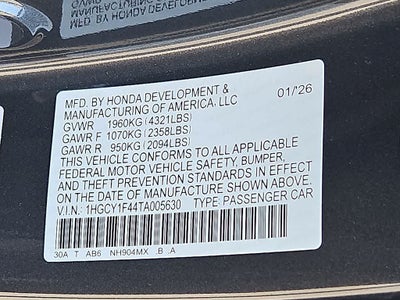 MFD. BY HONDA DEVELOPMENT &
MANUFACTURING OF AMERICA, LLC
01/'26
GVWR 1960KG (4321LBS)
GAWR F 1070KG (2358LBS)
GAWR R 950KG (2094LBS)
THIS VEHICLE CONFORMS TO ALL APPLICABLE
FEDERAL MOTOR VEHICLE SAFETY, BUMPER,
AND THEFT PREVENTION STANDARDS IN EFFECT
ON THE DATE OF MANUFACTURE SHOWN ABOVE.
V.I.N.: 1HGCY1F44TA005630 TYPE: PASSENGER CAR
30A T AB6 NH904MX .B .A